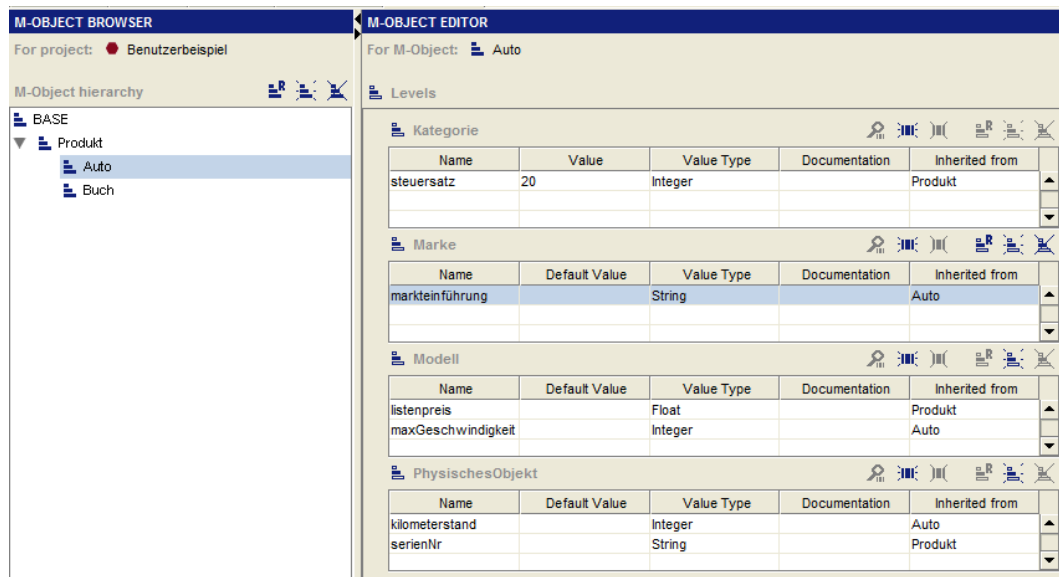 M-OBJECT BROWSER
For project: Benutzerbeispiel
M-Object hierarchy
BASE
Produkt
Auto
Buch
M-OBJECT EDITOR
For M-Object: Auto
Levels
Kategorie
Name Value Value Type Documentation Inherited from
steuersatz 20 Integer Produkt
Marke
Name Default Value Value Type Documentation Inherited from
markteinführung String Auto
Modell
Name Default Value Value Type Documentation Inherited from
listenpreis Float Produkt
maxGeschwindigkeit Integer Auto
PhysischesObjekt
Name Default Value Value Type Documentation Inherited from
kilometerstand Integer Auto
serienNr String Produkt